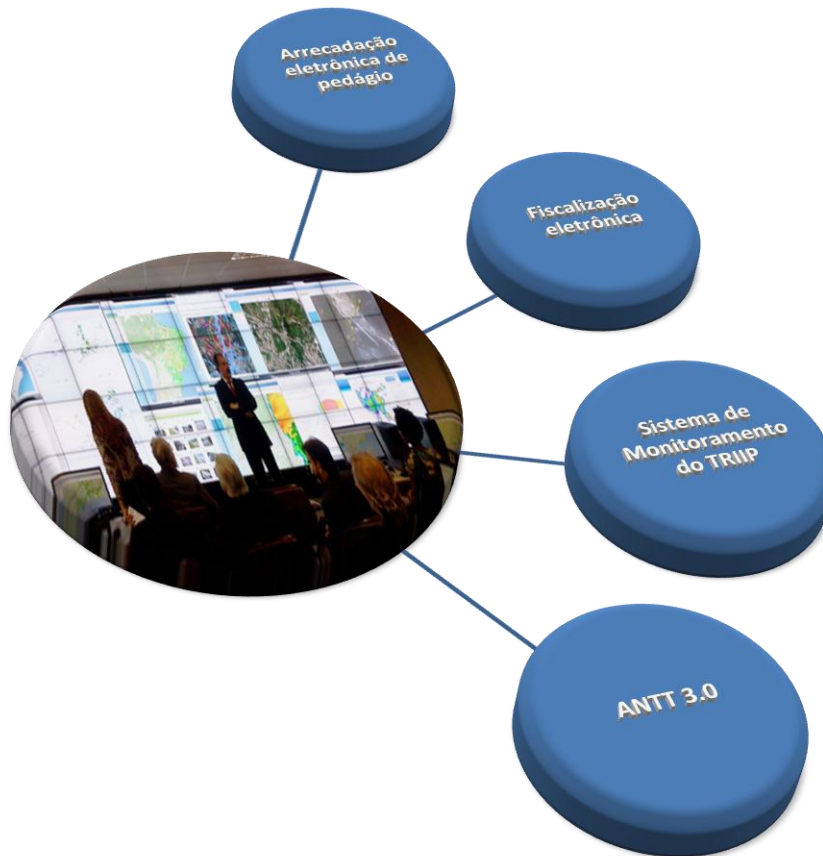 Arrecadação
eletrônica de
pedágio
Fiscalização
eletrônica
Sistema de
Monitoramento
do TRIIP
ANTT 3.0